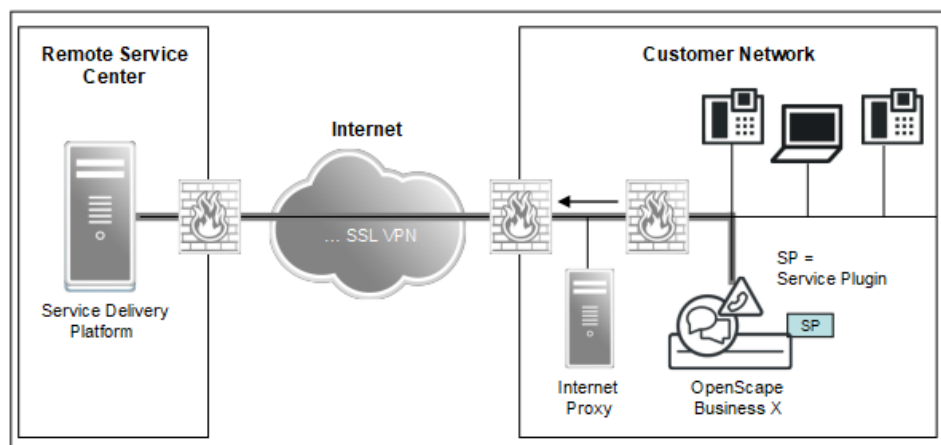 Remote Service
Center
Customer Network
Internet
... SSL VPN
SP =
Service Plugin
Service Delivery
Platform
SP
Internet
Proxy
OpenScape
Business X